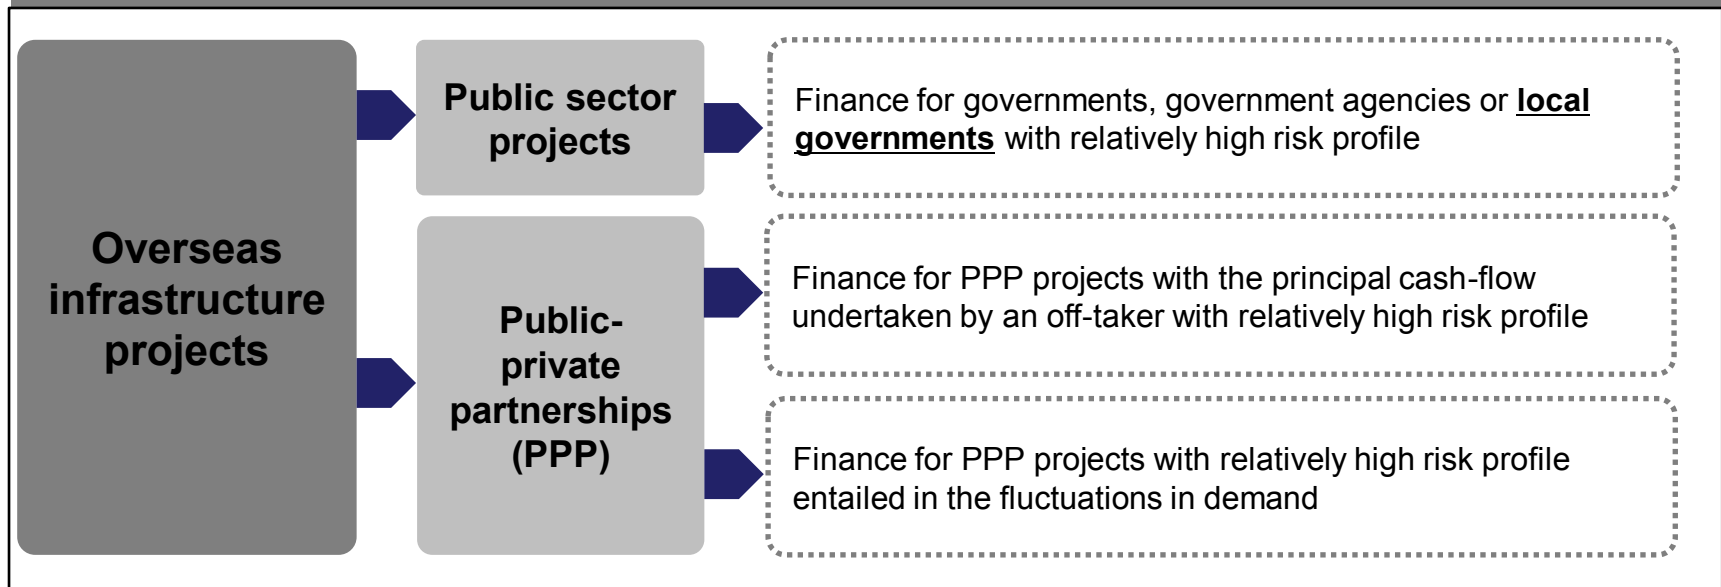 Overseas
infrastructure
projects
Public sector
projects
Finance for governments, government agencies or local
governments with relatively high risk profile
Public-
private
partnerships
(PPP)
Finance for PPP projects with the principal cash-flow
undertaken by an off-taker with relatively high risk profile
Finance for PPP projects with relatively high risk profile
entailed in the fluctuations in demand